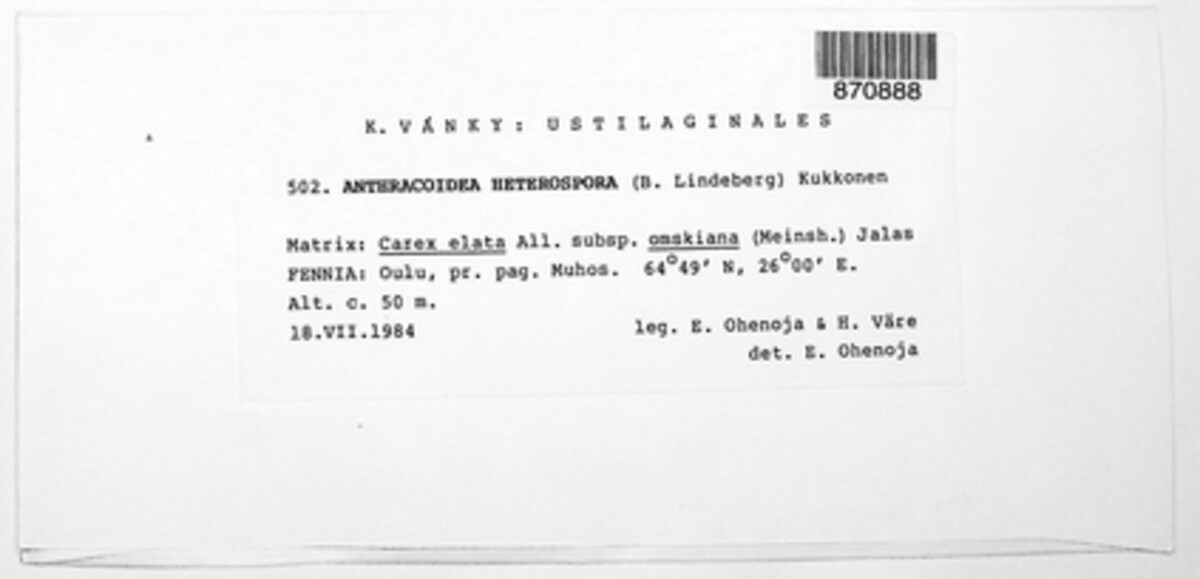 870888
K. VÁNKY: USTILAGINALES
502. ANTHRACOIDEA HETEROSPORA (B. Lindeberg) Kukkonen
Matrix: Carex elata All. subsp. omskiana (Meinsh.) Jalas
FENNIA: Oulu, pr. pag. Muhos. 64°49′ N, 26°00′ E.
Alt. c. 50 m.
18.VII.1984 leg. E. Ohenoja & H. Väre
det. E. Ohenoja